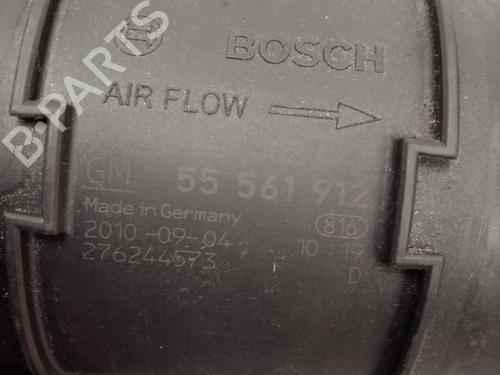 BOSCH
AIR FLOW
GM 55 561 912
Made in Germany 816
2010-09-04 10 19
276244573 D
B-PARTS